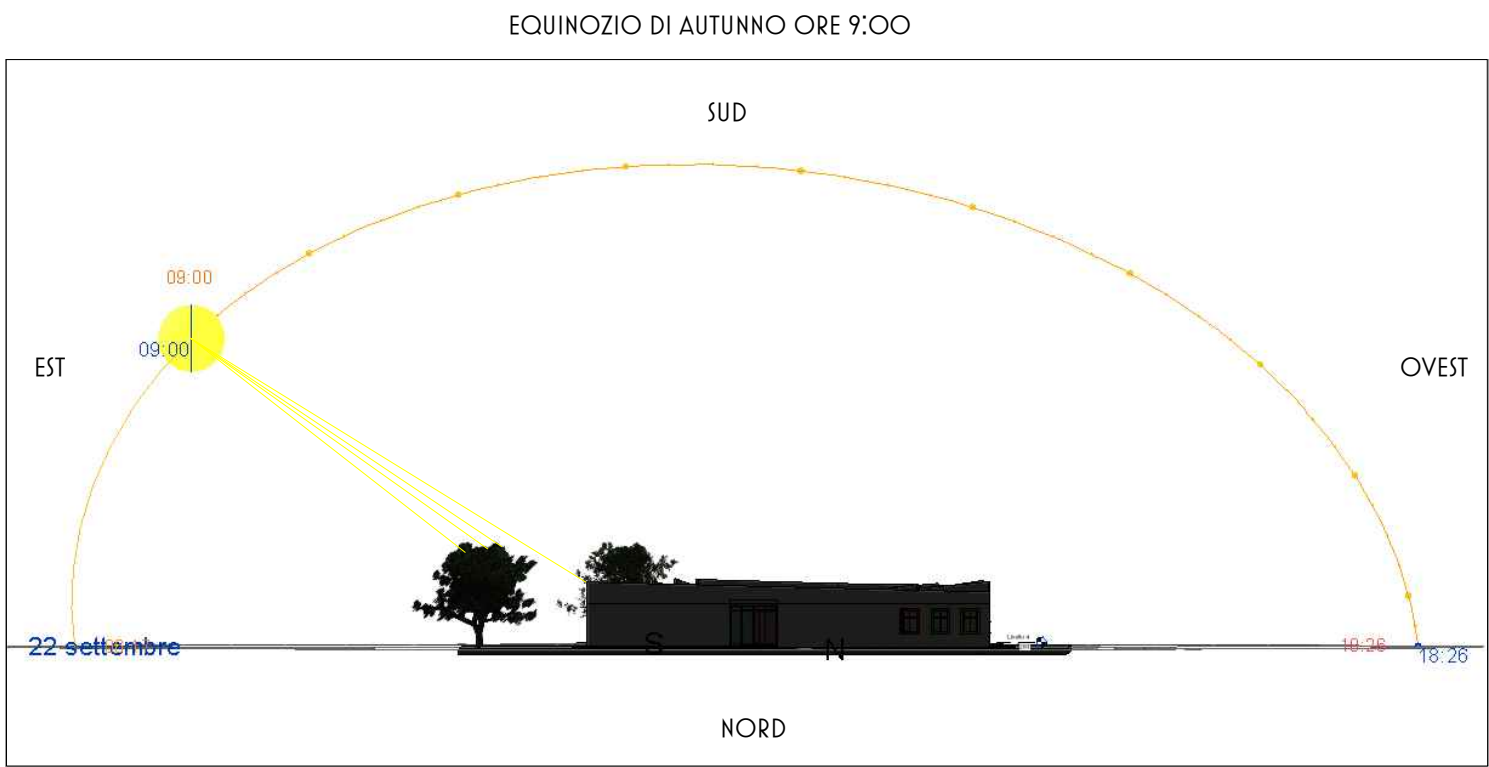 EQUINOZIO DI AUTUNNO ORE 9:00
SUD
09:00
09:00
EST
OVEST
S
N
22 settembre
18:26
18:26
NORD